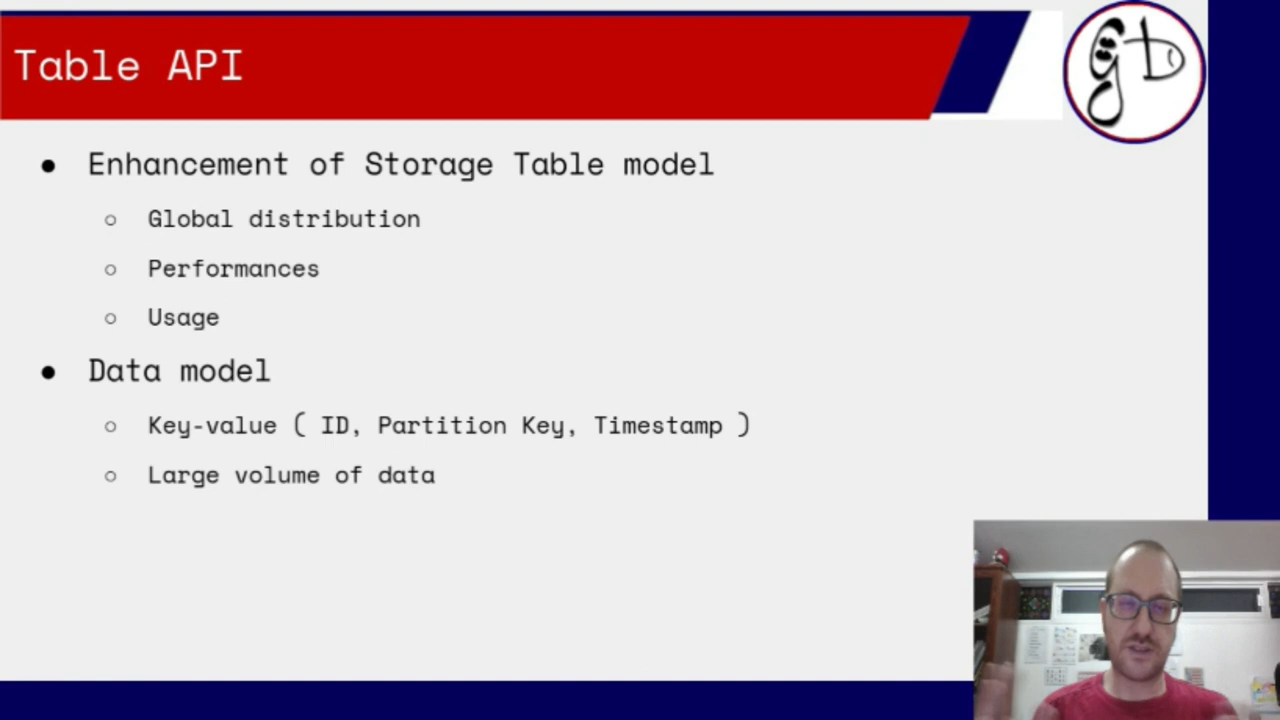 Table API
● Enhancement of Storage Table model
○ Global distribution
○ Performances
○ Usage
● Data model
○ Key-value ( ID, Partition Key, Timestamp )
○ Large volume of data